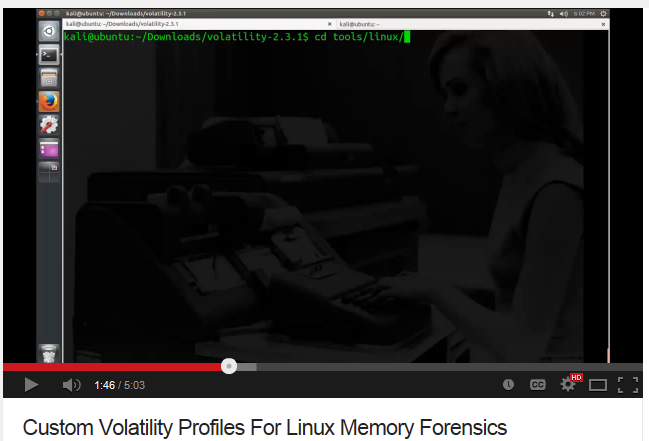 kali@ubuntu: ~/Downloads/volatility-2.3.1 6:02 PM
kali@ubuntu: ~/Downloads/volatility-2.3.1 × kali@ubuntu: ~ ×
kali@ubuntu:~/Downloads/volatility-2.3.1$ cd tools/linux/
1:46 / 5:03 CC HD
Custom Volatility Profiles For Linux Memory Forensics